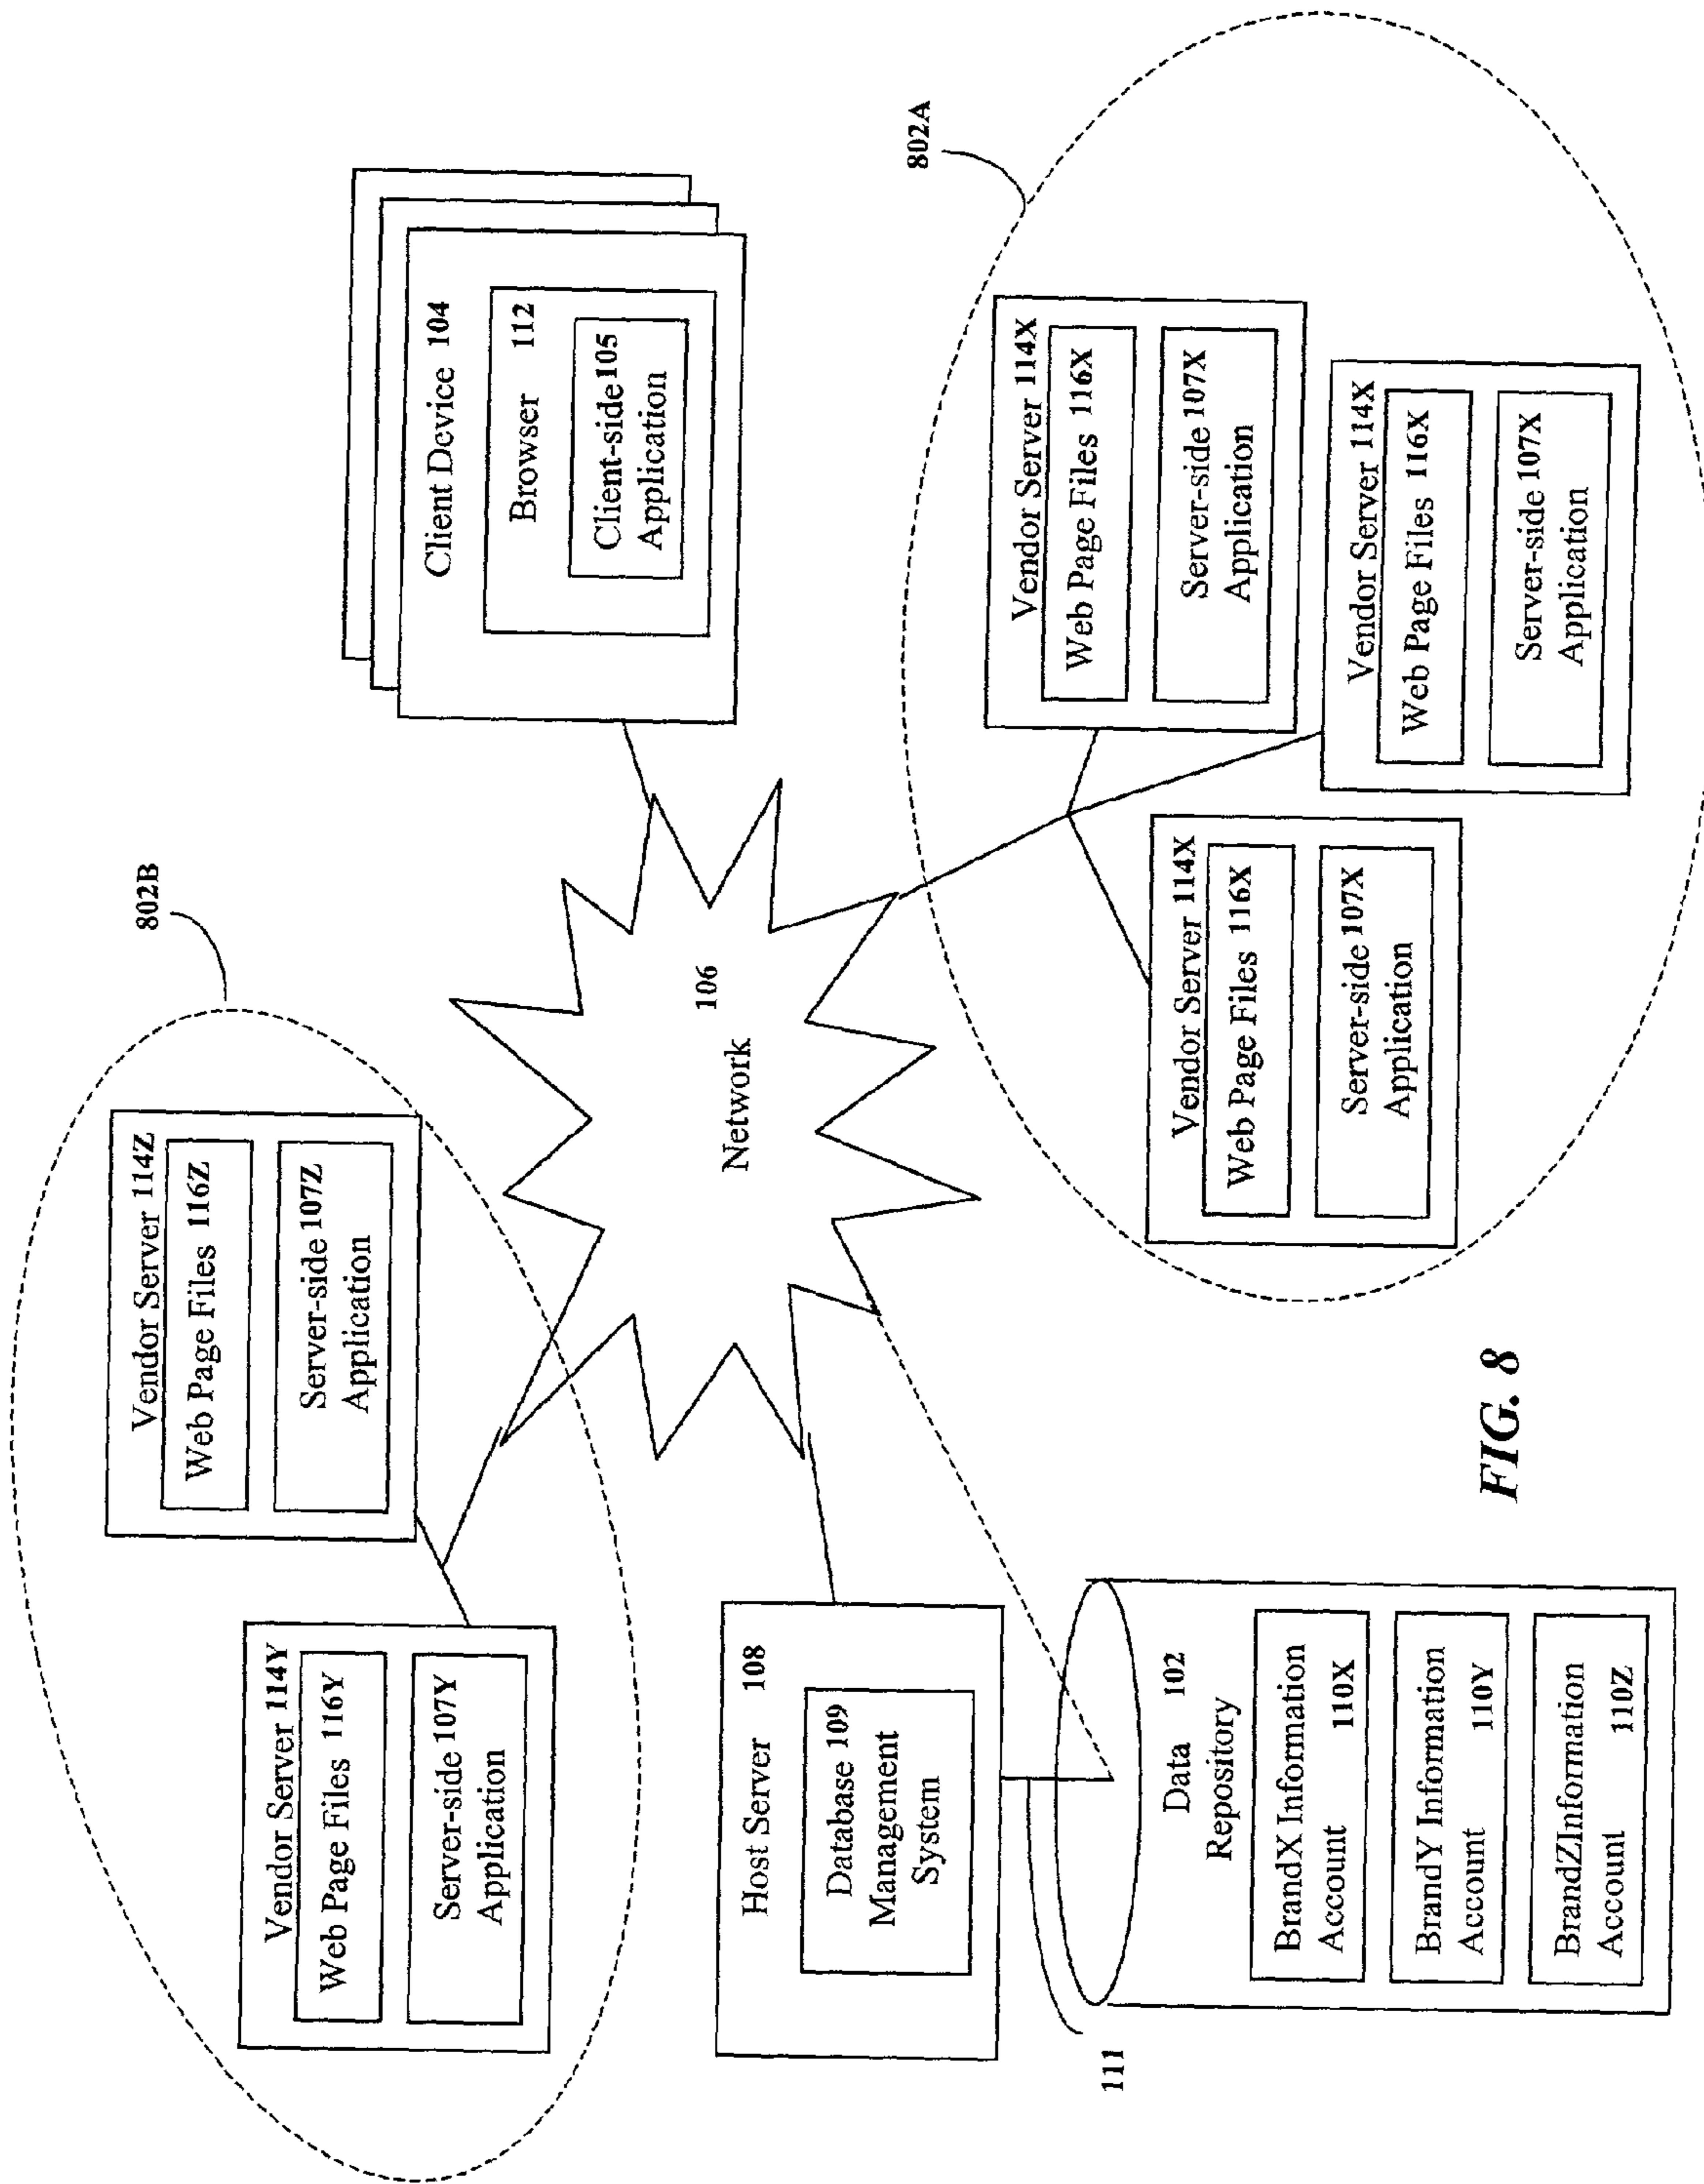 802B
Vendor Server 114Z
Web Page Files 116Z
Server-side 107Z
Application
Vendor Server 114Y
Web Page Files 116Y
Server-side 107Y
Application
Client Device 104
Browser 112
Client-side 105
Application
106
Network
Host Server 108
Database 109
Management
System
111
Data 102
Repository
BrandX Information
Account 110X
BrandY Information
Account 110Y
BrandZInformation
Account 110Z
802A
Vendor Server 114X
Web Page Files 116X
Server-side 107X
Application
Vendor Server 114X
Web Page Files 116X
Server-side 107X
Application
Vendor Server 114X
Web Page Files 116X
Server-side 107X
Application
FIG. 8